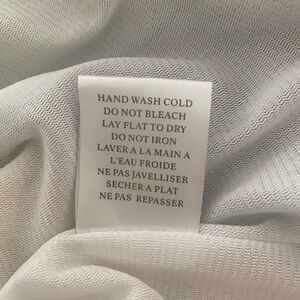 HAND WASH COLD
DO NOT BLEACH
LAY FLAT TO DRY
DO NOT IRON
LAVER A LA MAIN A
L'EAU FROIDE
NE PAS JAVELLISER
SECHER A PLAT
NE PAS REPASSER